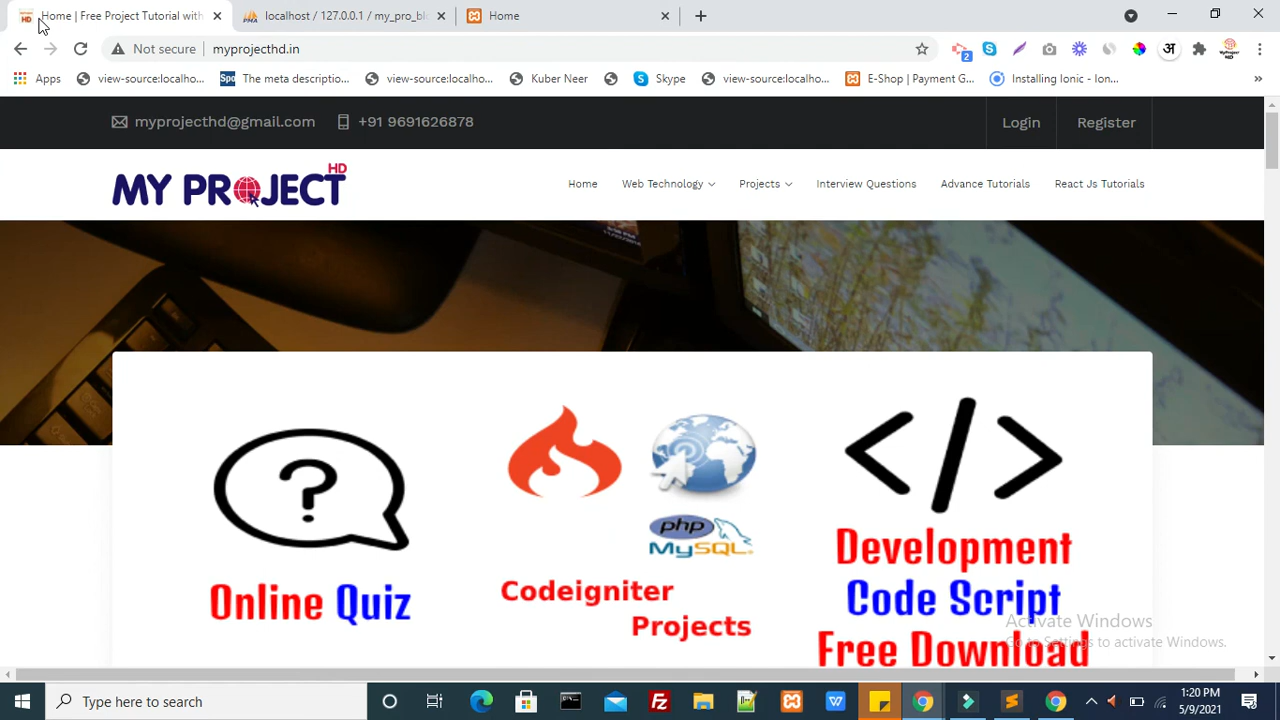 Home | Free Project Tutorial with
localhost / 127.0.0.1 / my_pro_bl
Home
Not secure
myprojecthd.in
2
अ
Apps
view-source:localho...
Spo
The meta descriptio...
view-source:localho...
Kuber Neer
Skype
view-source:localho...
E-Shop | Payment G...
Installing Ionic - Ion...
»
myprojecthd@gmail.com
+91 9691626878
Login
Register
MY PROJECT HD
Home
Web Technology
Projects
Interview Questions
Advance Tutorials
React Js Tutorials
?
Online Quiz
php
MySQL
Codeigniter
Projects
</>
Development
Code Script
Free Download
Activate Windows
Go to Settings to activate Windows.
Type here to search
1:20 PM
5/9/2021